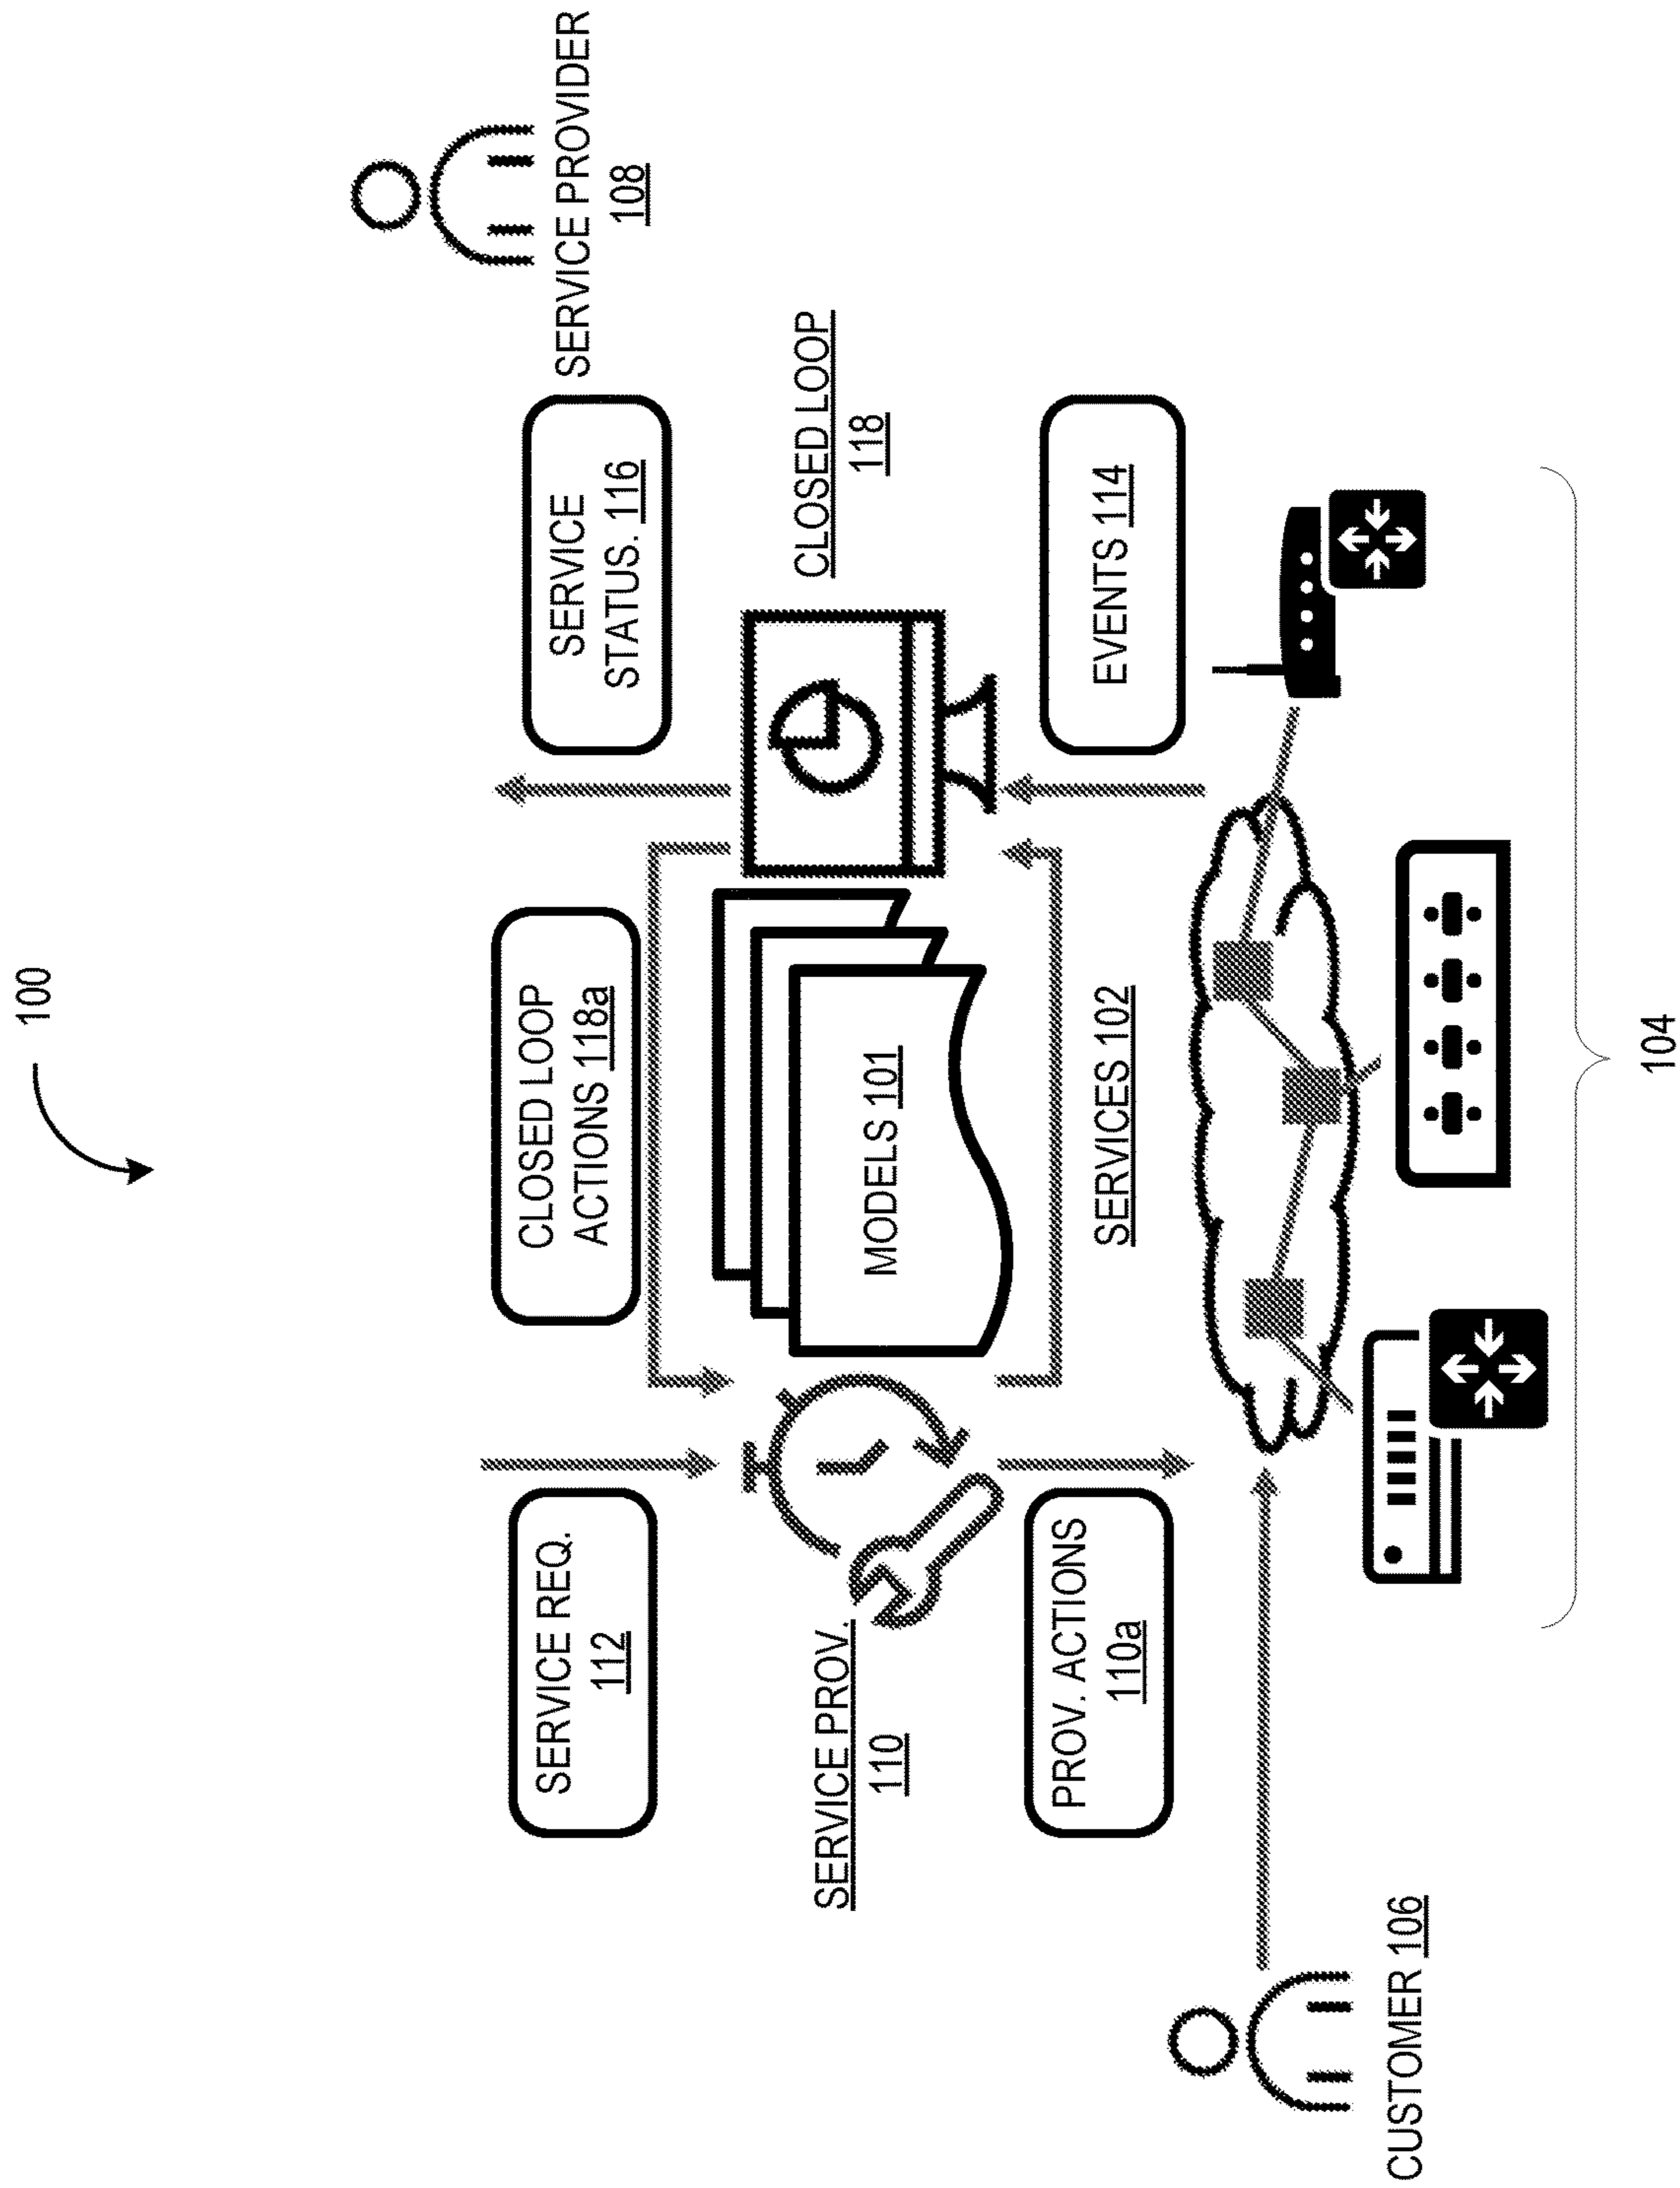 100
SERVICE PROVIDER
108
SERVICE REQ.
112
CLOSED LOOP
ACTIONS 118a
SERVICE
STATUS. 116
SERVICE PROV.
110
MODELS 101
CLOSED LOOP
118
PROV. ACTIONS
110a
SERVICES 102
EVENTS 114
CUSTOMER 106
104